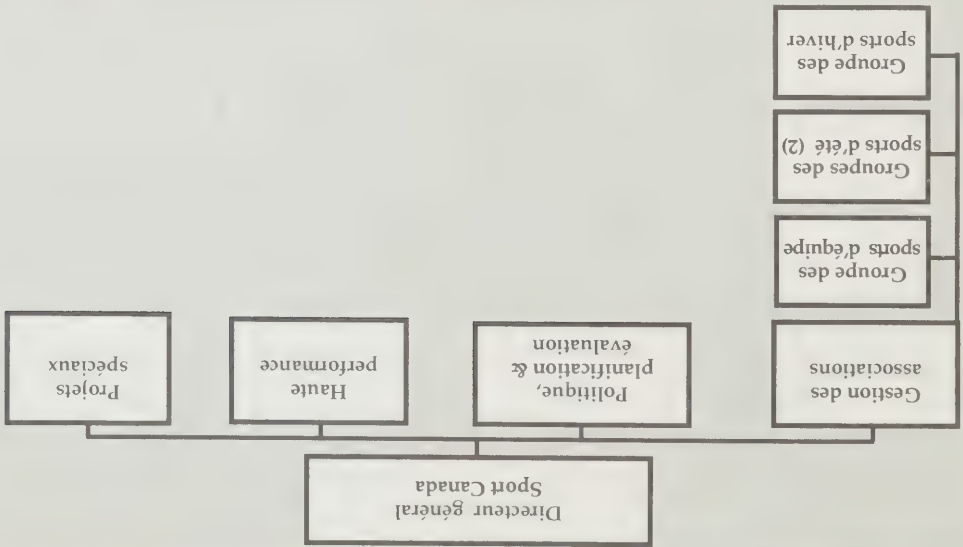 Directeur général
Sport Canada
Gestion des
associations
Politique,
planification &
évaluation
Haute
performance
Projets
spéciaux
Groupe des
sports d'équipe
Groupes des
sports d'été (2)
Groupe des
sports d'hiver